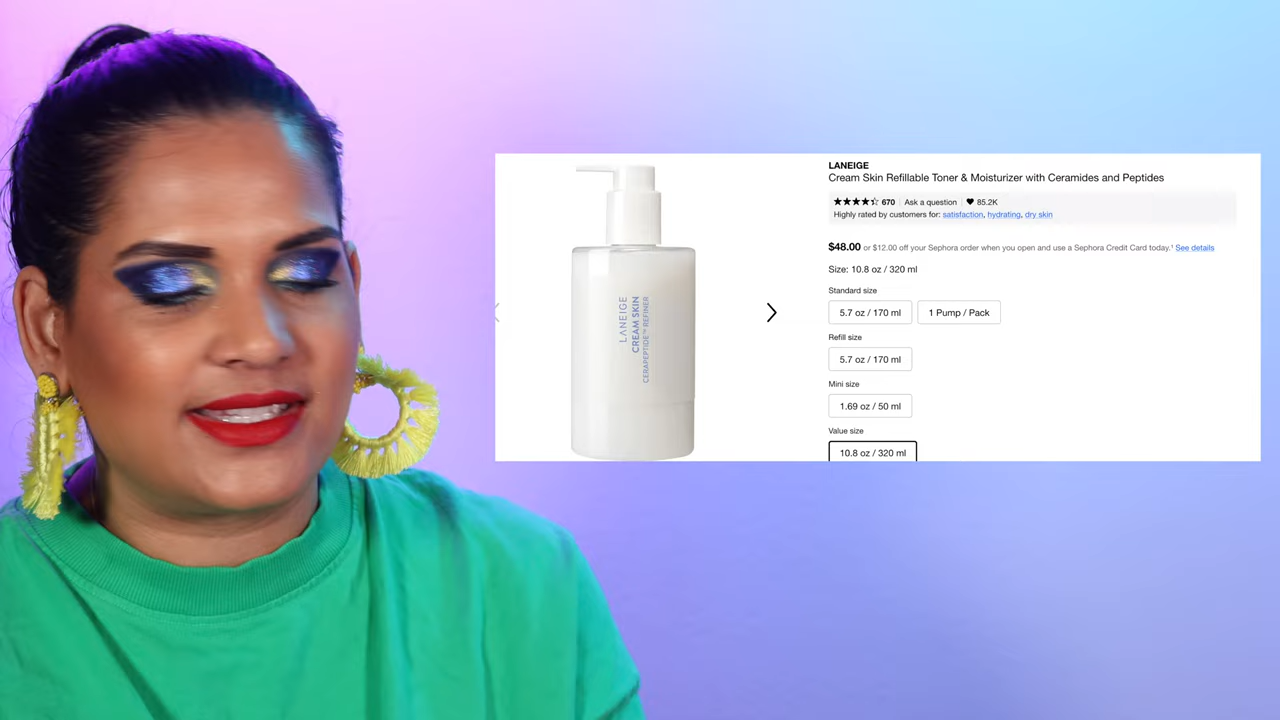 LANEIGE
CREAM SKIN
CERAPEPTIDE™ REFINER
LANEIGE
Cream Skin Refillable Toner & Moisturizer with Ceramides and Peptides
★★★★☆ 670 | Ask a question | ♥ 85.2K
Highly rated by customers for: satisfaction, hydrating, dry skin
$48.00 or $12.00 off your Sephora order when you open and use a Sephora Credit Card today.¹ See details
Size: 10.8 oz / 320 ml
Standard size
5.7 oz / 170 ml 1 Pump / Pack
Refill size
5.7 oz / 170 ml
Mini size
1.69 oz / 50 ml
Value size
10.8 oz / 320 ml